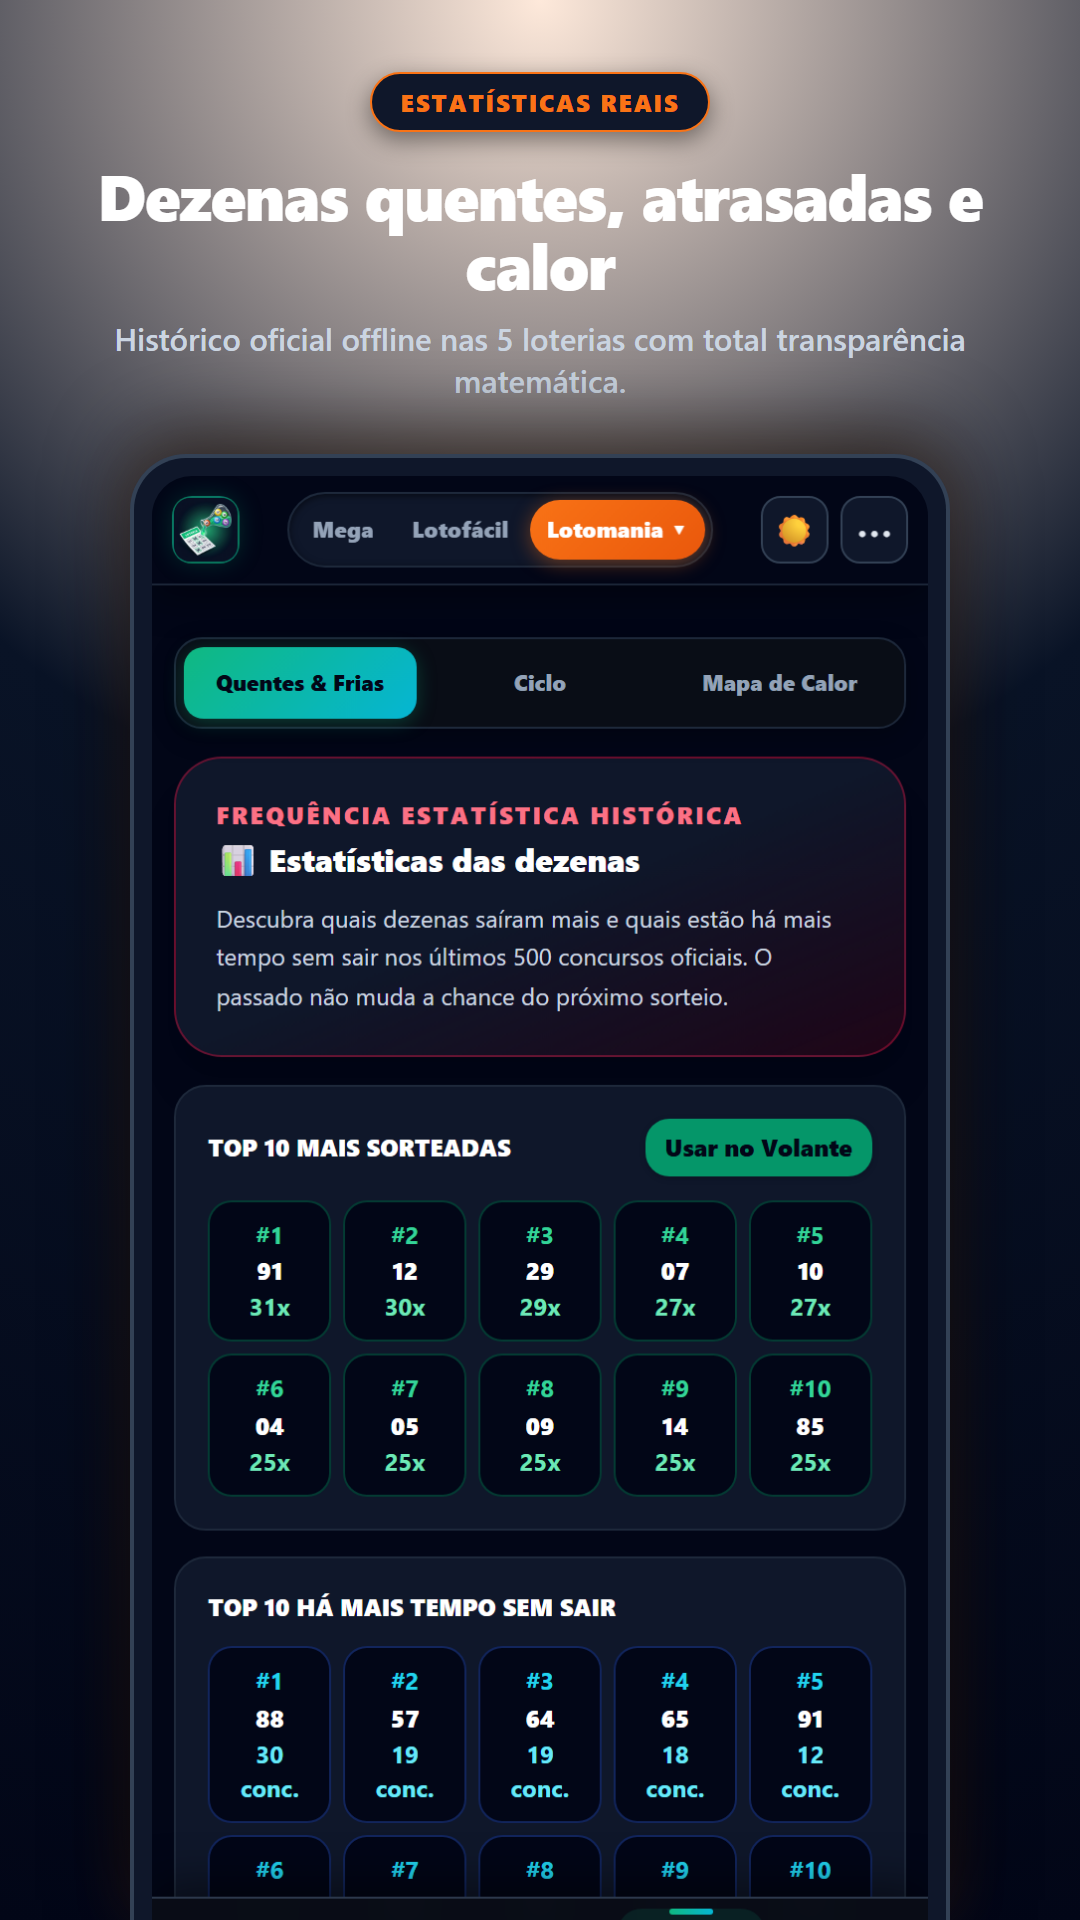 ESTATÍSTICAS REAIS
Dezenas quentes, atrasadas e
calor
Histórico oficial offline nas 5 loterias com total transparência
matemática.
Mega Lotofácil Lotomania ▼ ...
Quentes & Frias Ciclo Mapa de Calor
FREQUÊNCIA ESTATÍSTICA HISTÓRICA
📊 Estatísticas das dezenas
Descubra quais dezenas saíram mais e quais estão há mais
tempo sem sair nos últimos 500 concursos oficiais. O
passado não muda a chance do próximo sorteio.
TOP 10 MAIS SORTEADAS Usar no Volante
#1 #2 #3 #4 #5
91 12 29 07 10
31x 30x 29x 27x 27x
#6 #7 #8 #9 #10
04 05 09 14 85
25x 25x 25x 25x 25x
TOP 10 HÁ MAIS TEMPO SEM SAIR
#1 #2 #3 #4 #5
88 57 64 65 91
30 19 19 18 12
conc. conc. conc. conc. conc.
#6 #7 #8 #9 #10